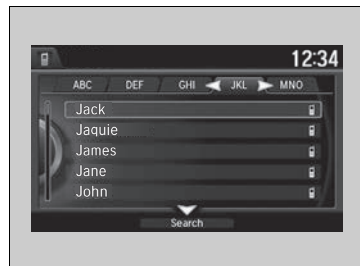 12:34
ABC DEF GHI JKL MNO
Jack
Jaquie
James
Jane
John
Search